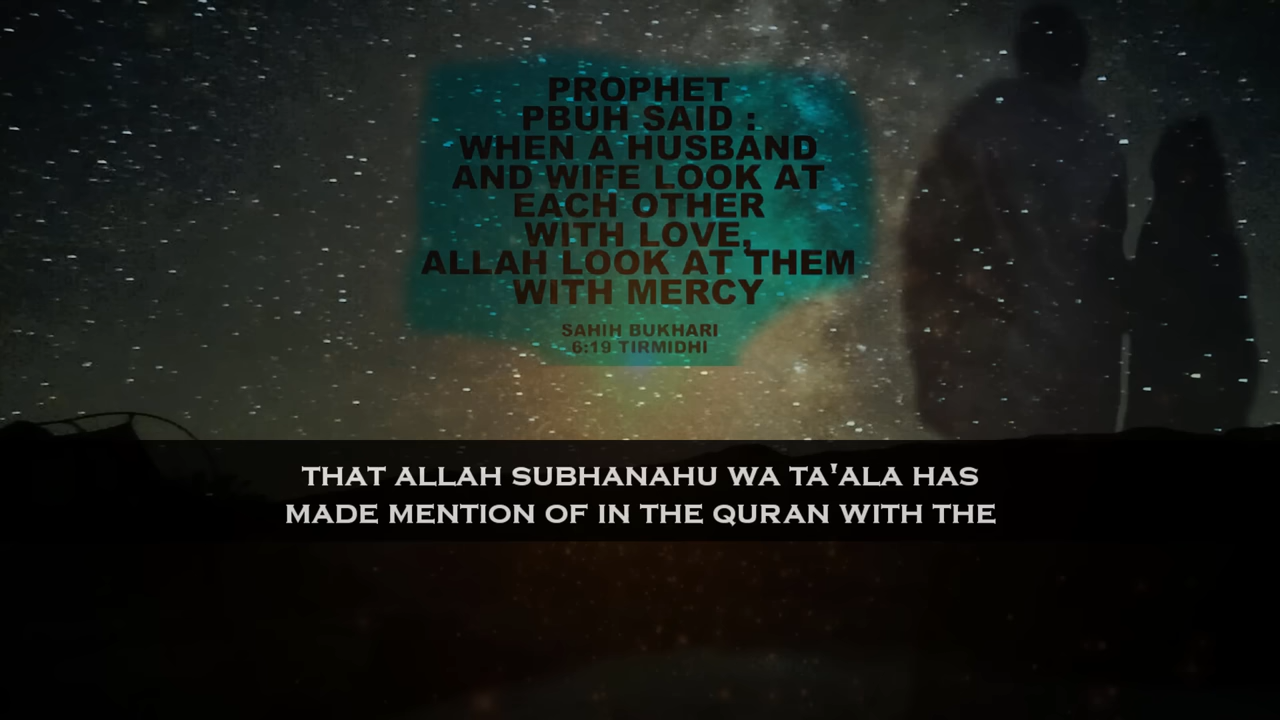 PROPHET
PBUH SAID :
WHEN A HUSBAND
AND WIFE LOOK AT
EACH OTHER
WITH LOVE,
ALLAH LOOK AT THEM
WITH MERCY
SAHIH BUKHARI
6:19 TIRMIDHI
THAT ALLAH SUBHANAHU WA TA'ALA HAS
MADE MENTION OF IN THE QURAN WITH THE